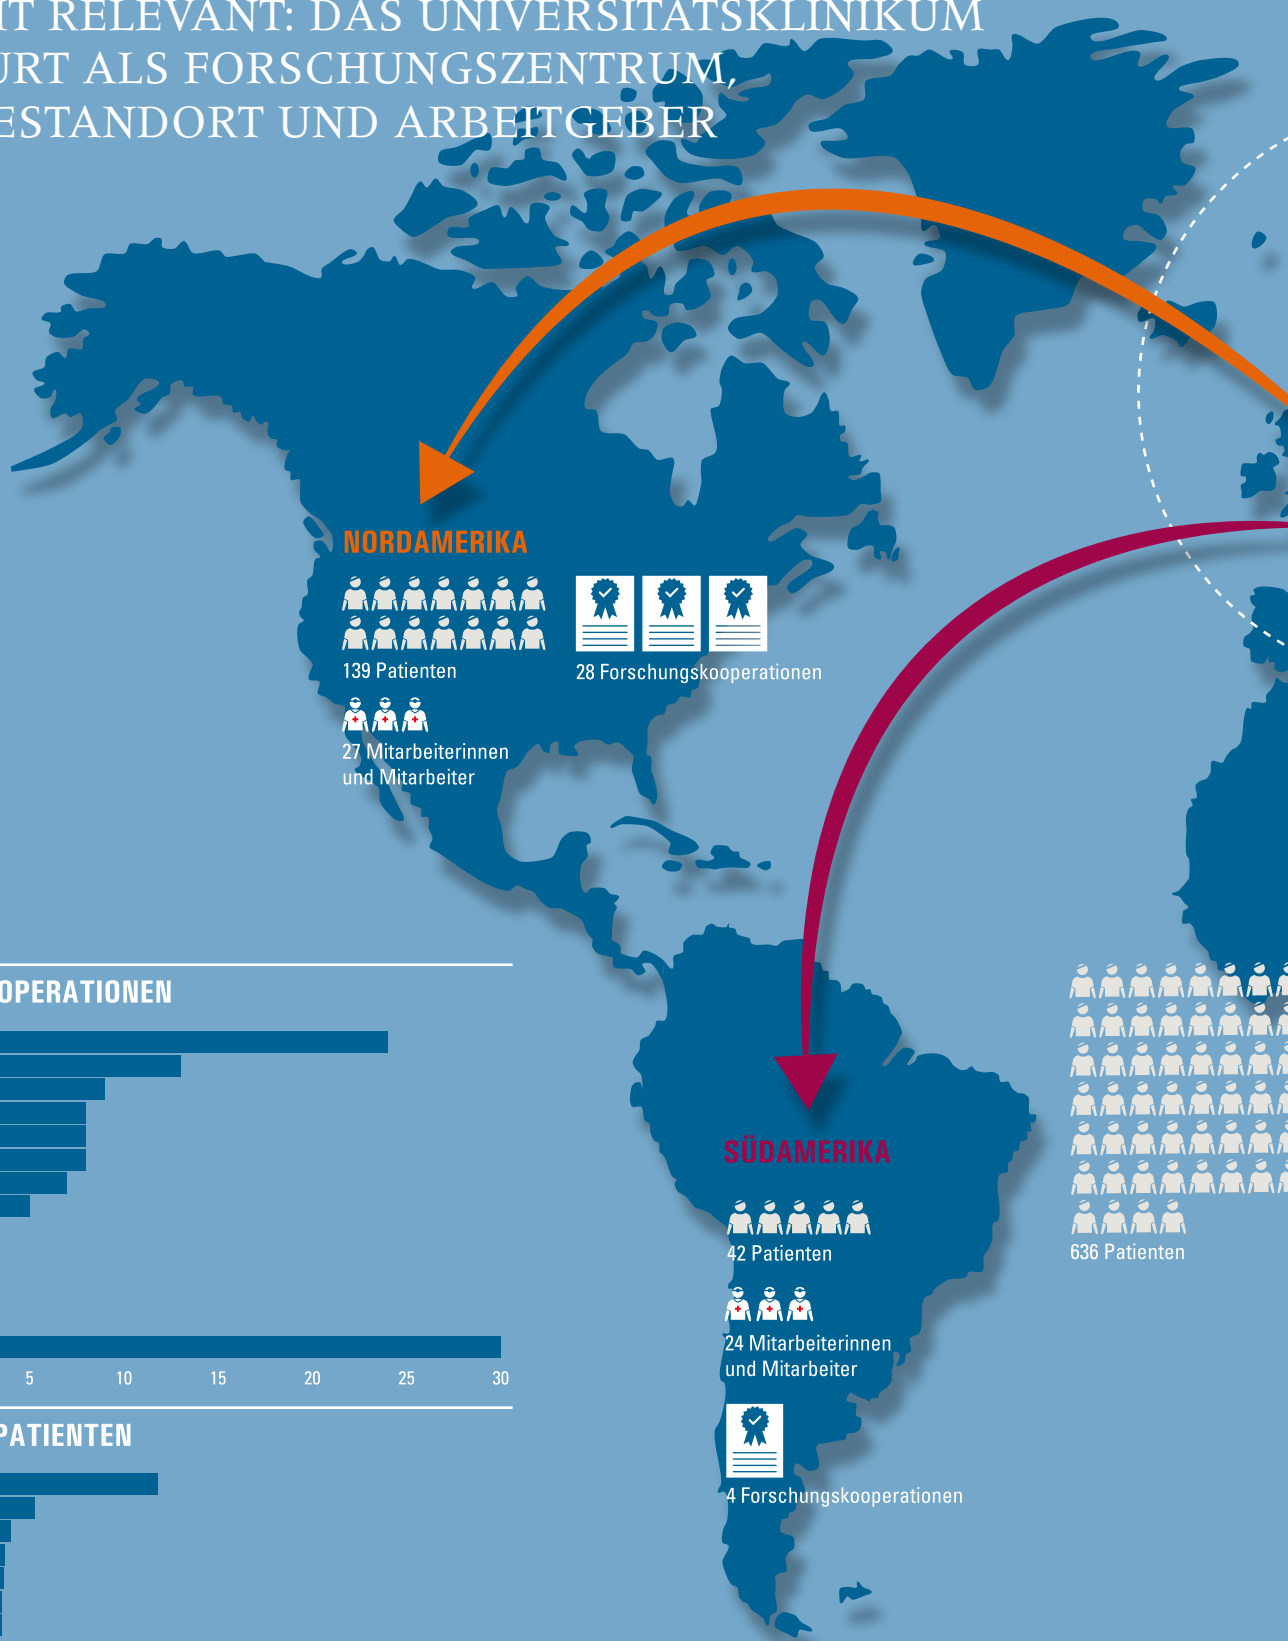 IT RELEVANT: DAS UNIVERSITÄTSKLINIKUM
URT ALS FORSCHUNGSZENTRUM,
ESTANDORT UND ARBEITGEBER
NORDAMERIKA
139 Patienten
28 Forschungskooperationen
27 Mitarbeiterinnen
und Mitarbeiter
OPERATIONEN
5 10 15 20 25 30
PATIENTEN
SÜDAMERIKA
42 Patienten
24 Mitarbeiterinnen
und Mitarbeiter
4 Forschungskooperationen
636 Patienten